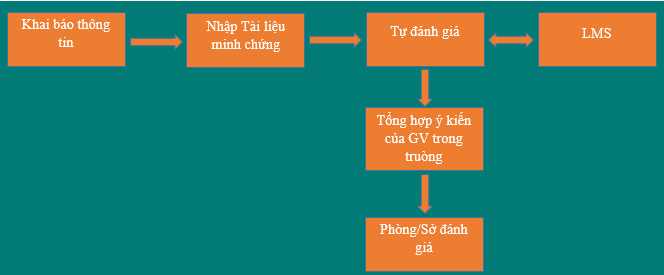 Khai báo thông
tin
Nhập Tài liệu
minh chứng
Tự đánh giá
LMS
Tổng hợp ý kiến
của GV trong
truòng
Phòng/Sở đánh
giá